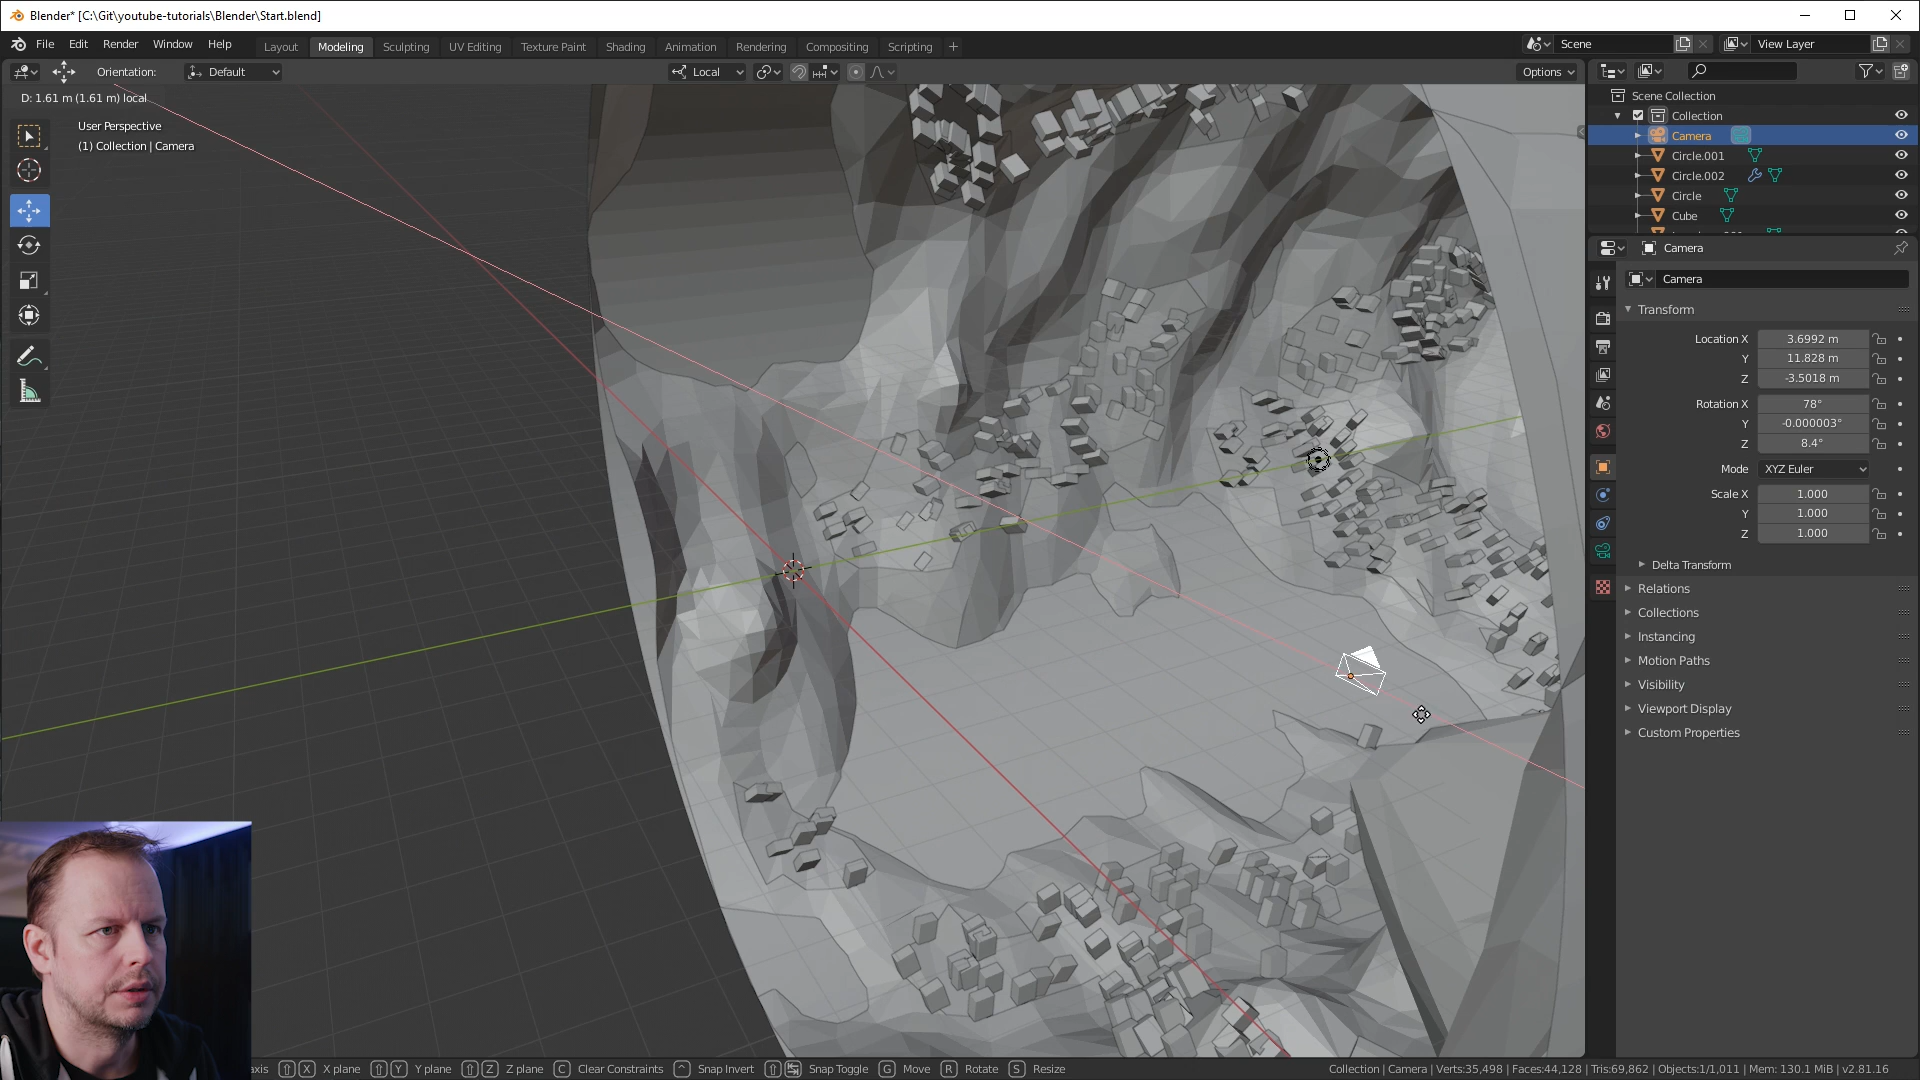 Blender* [C:\Git\youtube-tutorials\Blender\Start.blend]
File Edit Render Window Help Layout Modeling Sculpting UV Editing Texture Paint Shading Animation Rendering Compositing Scripting + Scene View Layer
Orientation: Default Local Options
D: 1.61 m (1.61 m) local
User Perspective
(1) Collection | Camera
Scene Collection
Collection
Camera
Circle.001
Circle.002
Circle
Cube
Camera
Camera
Transform
Location X 3.6992 m
Y 11.828 m
Z -3.5018 m
Rotation X 78°
Y -0.000003°
Z 8.4°
Mode XYZ Euler
Scale X 1.000
Y 1.000
Z 1.000
Delta Transform
Relations
Collections
Instancing
Motion Paths
Visibility
Viewport Display
Custom Properties
axis X X plane Y Y plane Z Z plane C Clear Constraints Snap Invert Snap Toggle G Move R Rotate S Resize
Collection | Camera | Verts:35,498 | Faces:44,128 | Tris:69,862 | Objects:1/1,011 | Mem: 130.1 MiB | v2.81.16